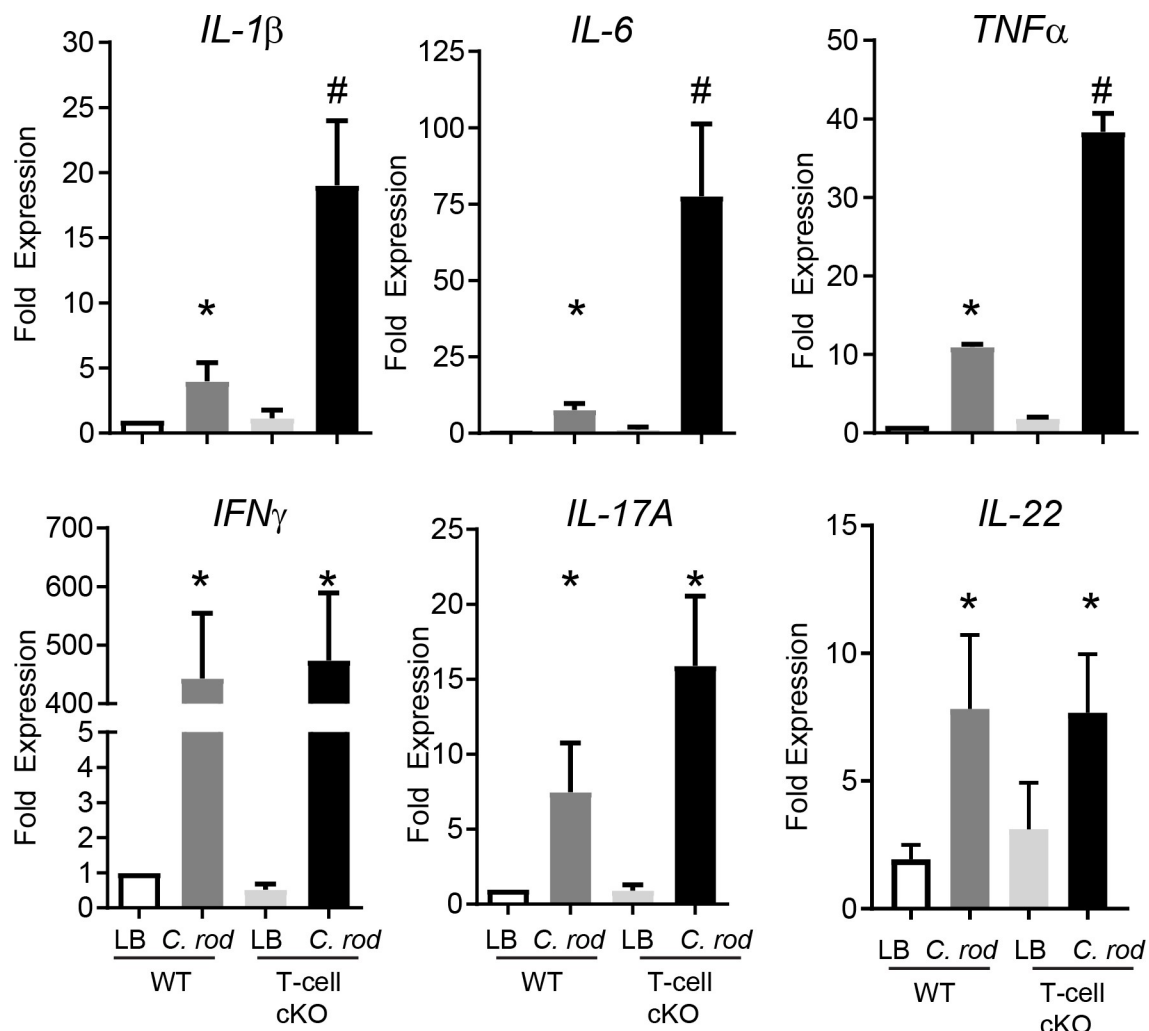 IL-1β
Fold Expression
30
25
20
15
10
5
0
*
#
IL-6
Fold Expression
125
100
75
50
25
0
*
#
TNFα
Fold Expression
50
40
30
20
10
0
*
#
IFNγ
Fold Expression
700
600
500
400
5
4
3
2
1
0
*
*
LB C. rod LB C. rod
WT T-cell
cKO
IL-17A
Fold Expression
25
20
15
10
5
0
*
*
LB C. rod LB C. rod
WT T-cell
cKO
IL-22
Fold Expression
15
10
5
0
*
*
LB C. rod LB C. rod
WT T-cell
cKO